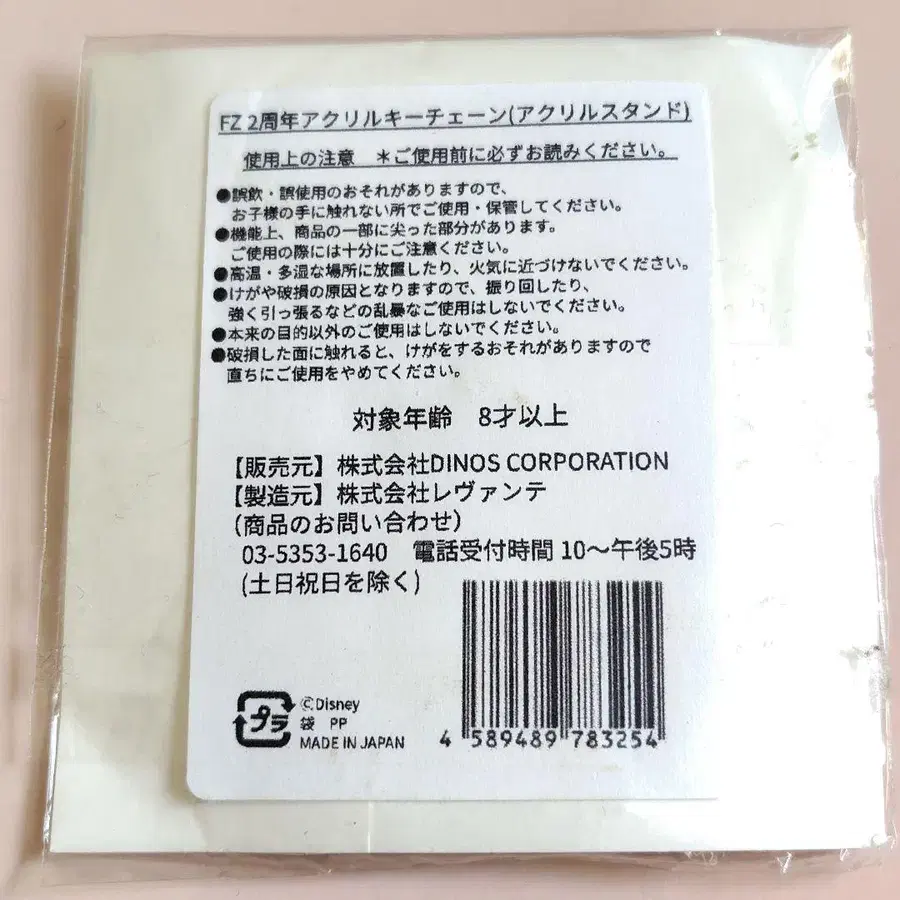 FZ 2周年アクリルキーチェーン(アクリルスタンド)
使用上の注意　＊ご使用前に必ずお読みください。
●誤飲・誤使用のおそれがありますので、
お子様の手に触れない所でご使用・保管してください。
●機能上、商品の一部に尖った部分があります。
ご使用の際には十分にご注意ください。
●高温・多湿な場所に放置したり、火気に近づけないでください。
●けがや破損の原因となりますので、振り回したり、
強く引っ張るなどの乱暴なご使用はしないでください。
●本来の目的以外のご使用はしないでください。
●破損した面に触れると、けがをするおそれがありますので
直ちにご使用をやめてください。
対象年齢　8才以上
【販売元】株式会社DINOS CORPORATION
【製造元】株式会社レヴァンテ
(商品のお問い合わせ)
03-5353-1640　電話受付時間 10～午後5時
(土日祝日を除く)
プラ
©Disney
袋　PP
MADE IN JAPAN
4 589489 783254